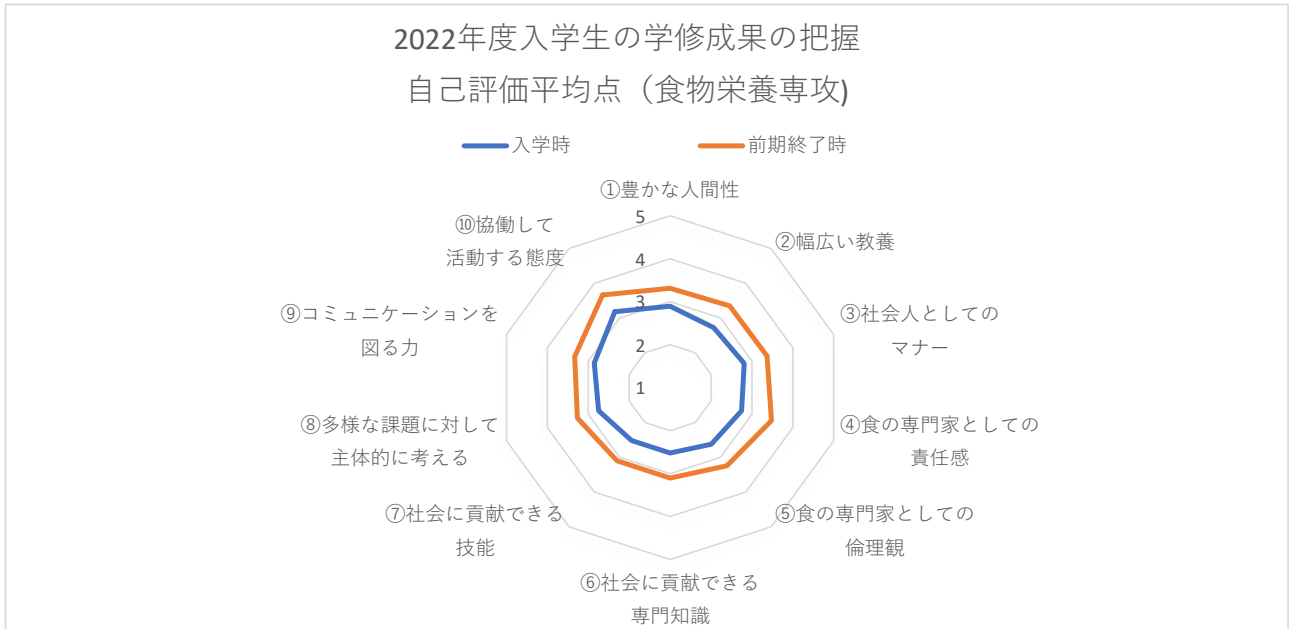 2022年度入学生の学修成果の把握
自己評価平均点（食物栄養専攻)
入学時
前期終了時
①豊かな人間性
②幅広い教養
③社会人としての
マナー
④食の専門家としての
責任感
⑤食の専門家としての
倫理観
⑥社会に貢献できる
専門知識
⑦社会に貢献できる
技能
⑧多様な課題に対して
主体的に考える
⑨コミュニケーションを
図る力
⑩協働して
活動する態度
5
4
3
2
1